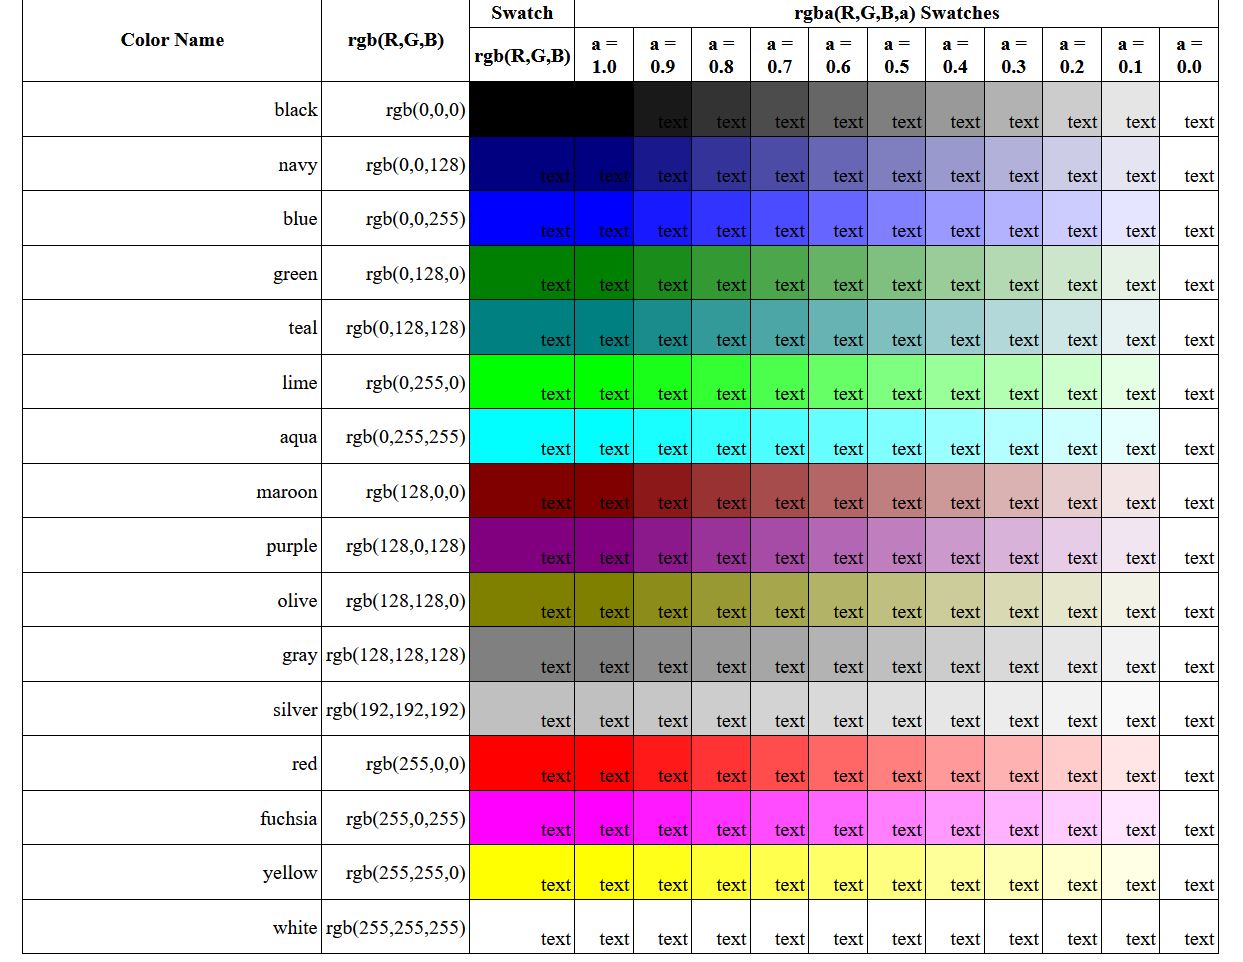 Color Name rgb(R,G,B) Swatch rgba(R,G,B,a) Swatches
rgb(R,G,B) a = 1.0 a = 0.9 a = 0.8 a = 0.7 a = 0.6 a = 0.5 a = 0.4 a = 0.3 a = 0.2 a = 0.1 a = 0.0
black rgb(0,0,0) text text text text text text text text text text
navy rgb(0,0,128) text text text text text text text text text text text text
blue rgb(0,0,255) text text text text text text text text text text text text
green rgb(0,128,0) text text text text text text text text text text text text
teal rgb(0,128,128) text text text text text text text text text text text text
lime rgb(0,255,0) text text text text text text text text text text text text
aqua rgb(0,255,255) text text text text text text text text text text text text
maroon rgb(128,0,0) text text text text text text text text text text text text
purple rgb(128,0,128) text text text text text text text text text text text text
olive rgb(128,128,0) text text text text text text text text text text text text
gray rgb(128,128,128) text text text text text text text text text text text text
silver rgb(192,192,192) text text text text text text text text text text text text
red rgb(255,0,0) text text text text text text text text text text text text
fuchsia rgb(255,0,255) text text text text text text text text text text text text
yellow rgb(255,255,0) text text text text text text text text text text text text
white rgb(255,255,255) text text text text text text text text text text text text